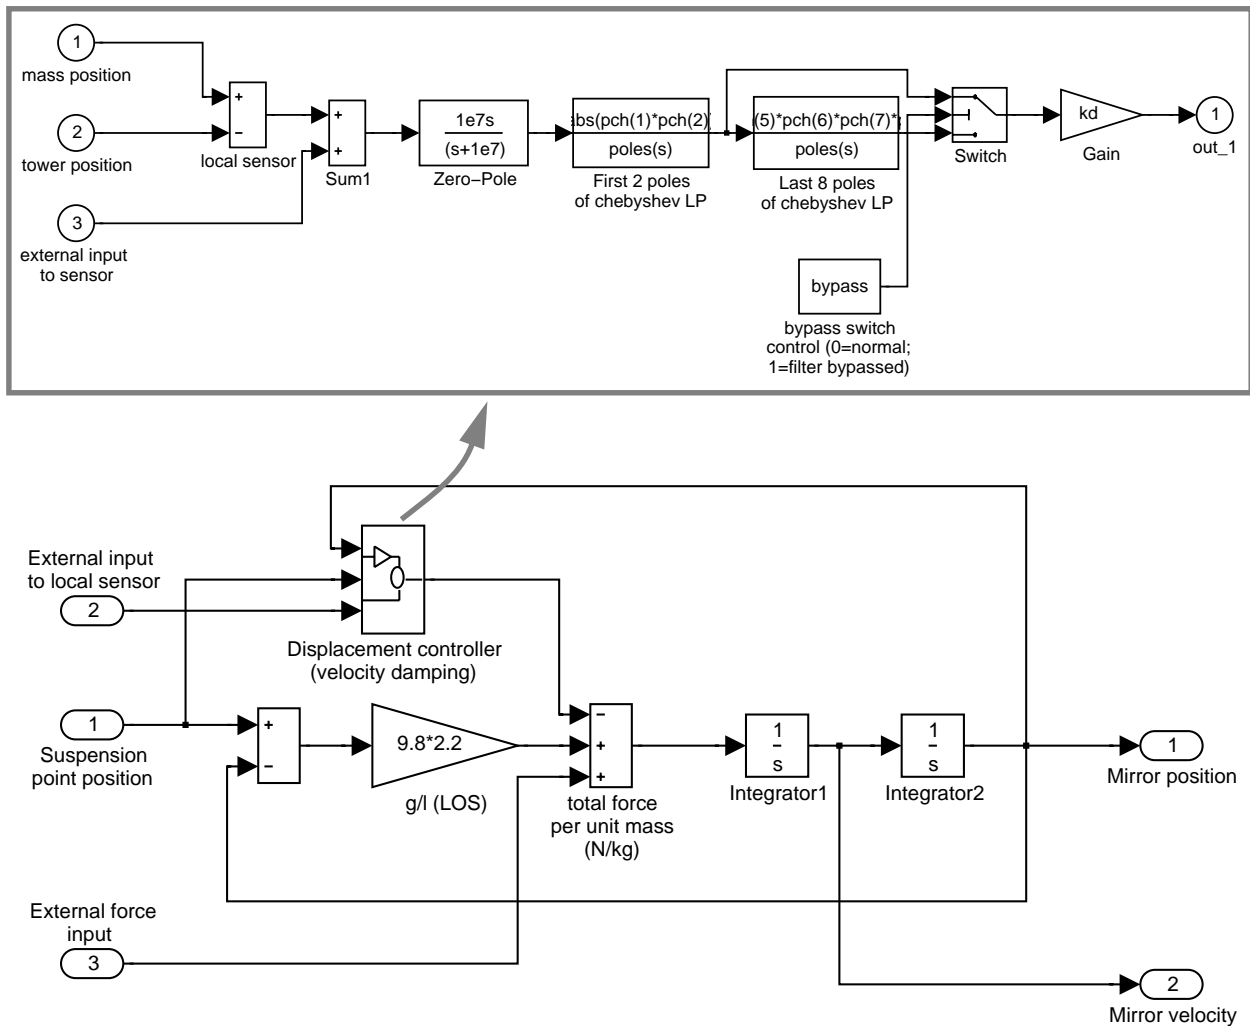 1
mass position
+
−
2
tower position
local sensor
+
+
Sum1
1e7s
(s+1e7)
Zero−Pole
abs(pch(1)*pch(2)
poles(s)
First 2 poles
of chebyshev LP
(5)*pch(6)*pch(7)*
poles(s)
Last 8 poles
of chebyshev LP
Switch
kd
Gain
1
out_1
3
external input
to sensor
bypass
bypass switch
control (0=normal;
1=filter bypassed)
External input
to local sensor
2
Displacement controller
(velocity damping)
1
Suspension
point position
+
−
9.8*2.2
g/l (LOS)
−
+
+
total force
per unit mass
(N/kg)
1
s
Integrator1
1
s
Integrator2
1
Mirror position
External force
input
3
2
Mirror velocity